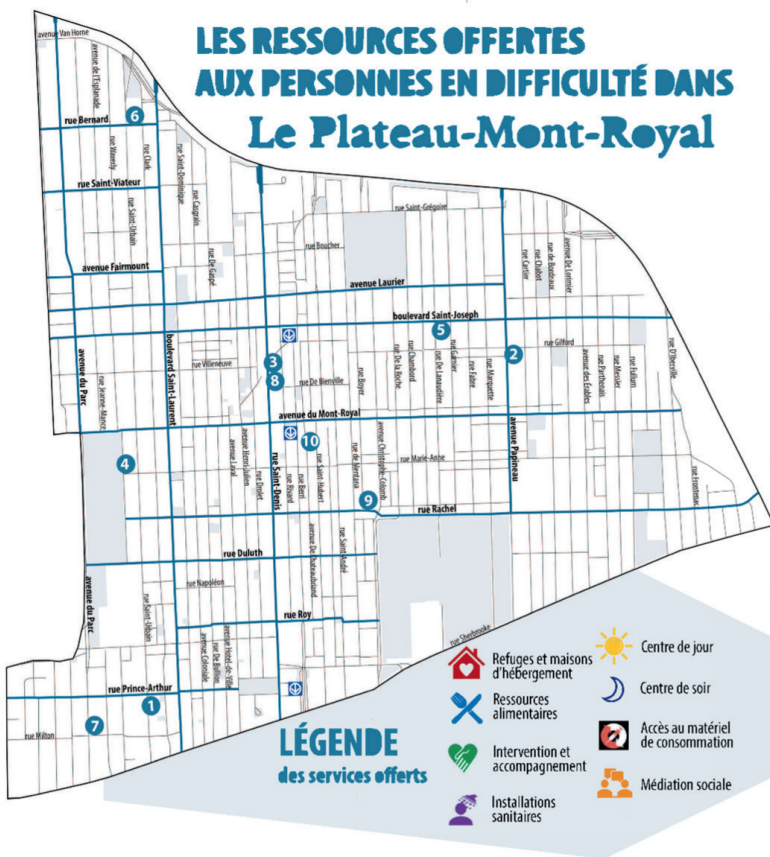 LES RESSOURCES OFFERTES
AUX PERSONNES EN DIFFICULTÉ DANS
Le Plateau-Mont-Royal
avenue Van Horne
avenue de l'Esplanade
rue Bernard
6
rue Waverly
rue Clark
rue Saint-Dominique
rue Saint-Viateur
rue Casgrain
rue Saint-Urbain
rue Saint-Grégoire
rue Boucher
rue De Gaspé
rue Cartier
rue Chabot
rue de Bordeaux
avenue De Lorimier
avenue Fairmount
avenue Laurier
boulevard Saint-Joseph
5
avenue du Parc
rue Jeanne-Mance
boulevard Saint-Laurent
rue Villeneuve
3
8
rue De Bienville
rue Boyer
rue De la Roche
rue Chambord
rue De Lanaudière
rue Garnier
rue Fabre
rue Marquette
2
rue Gilford
avenue des Érables
rue Parthenais
rue Messier
rue Fullum
rue D'Iberville
avenue du Mont-Royal
avenue Papineau
4
avenue Laval
avenue Henri-Julien
rue Drolet
rue Saint-Denis
rue Rivard
rue Berri
10
rue Saint-Hubert
rue de Mentana
avenue Christophe-Colomb
rue Marie-Anne
rue Frontenac
9
rue Rachel
rue Duluth
avenue De Chateaubriand
rue Saint-André
avenue du Parc
rue Saint-Urbain
rue Napoléon
rue Roy
avenue Coloniale
rue De Bullion
avenue Hotel-de-Ville
rue Sherbrooke
rue Prince-Arthur
1
7
rue Milton
LÉGENDE
des services offerts
Refuges et maisons
d'hébergement
Ressources
alimentaires
Intervention et
accompagnement
Installations
sanitaires
Centre de jour
Centre de soir
Accès au matériel
de consommation
Médiation sociale